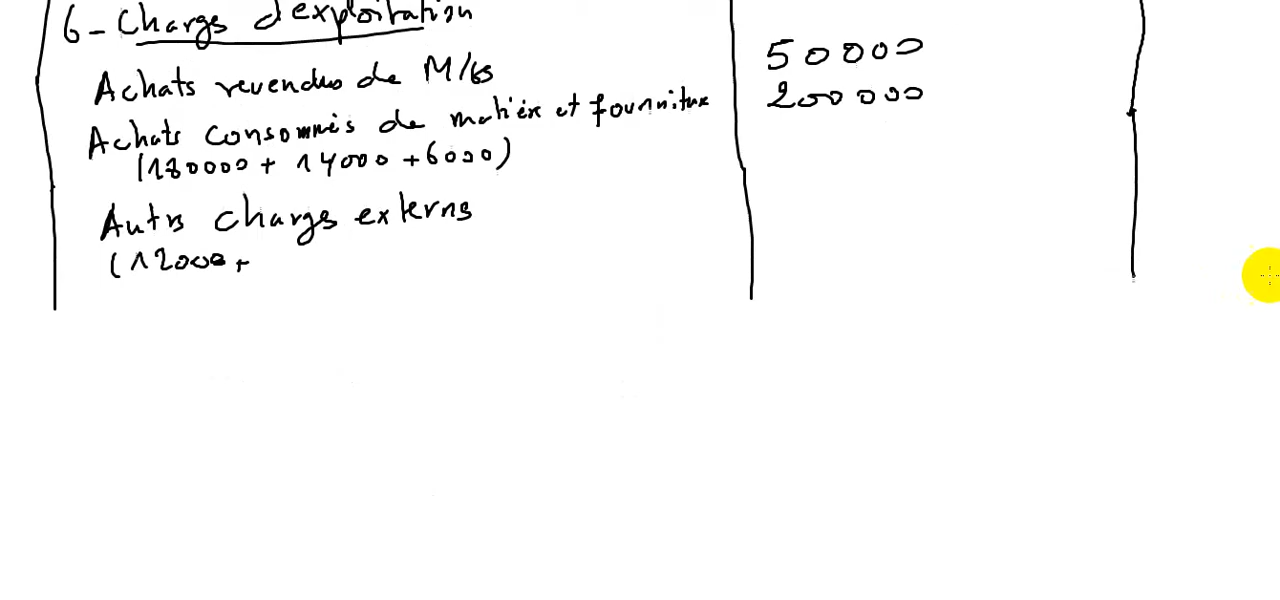 6- Charges d'exploitation
Achats revendus de M/ses 50000
Achats consommés de matière et fourniture 200000
(180000 + 14000 + 6000)
Autres charges externes
(12000 +